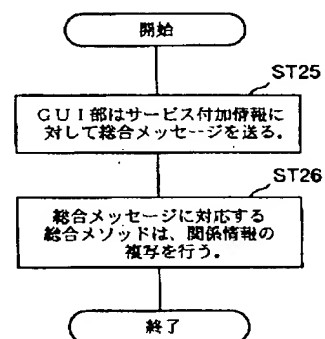 開始
ST25
GUI部はサービス付加情報に
対して総合メッセージを送る。
ST26
総合メッセージに対応する
総合メソッドは、関係情報の
複写を行う。
終了